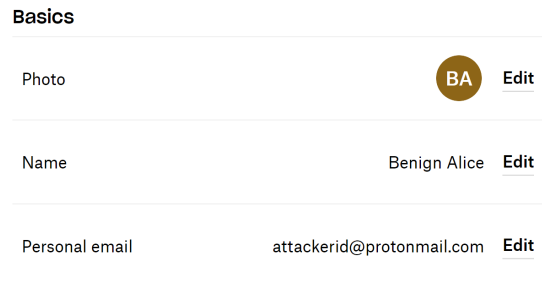 Basics
Photo BA Edit
Name Benign Alice Edit
Personal email attackerid@protonmail.com Edit